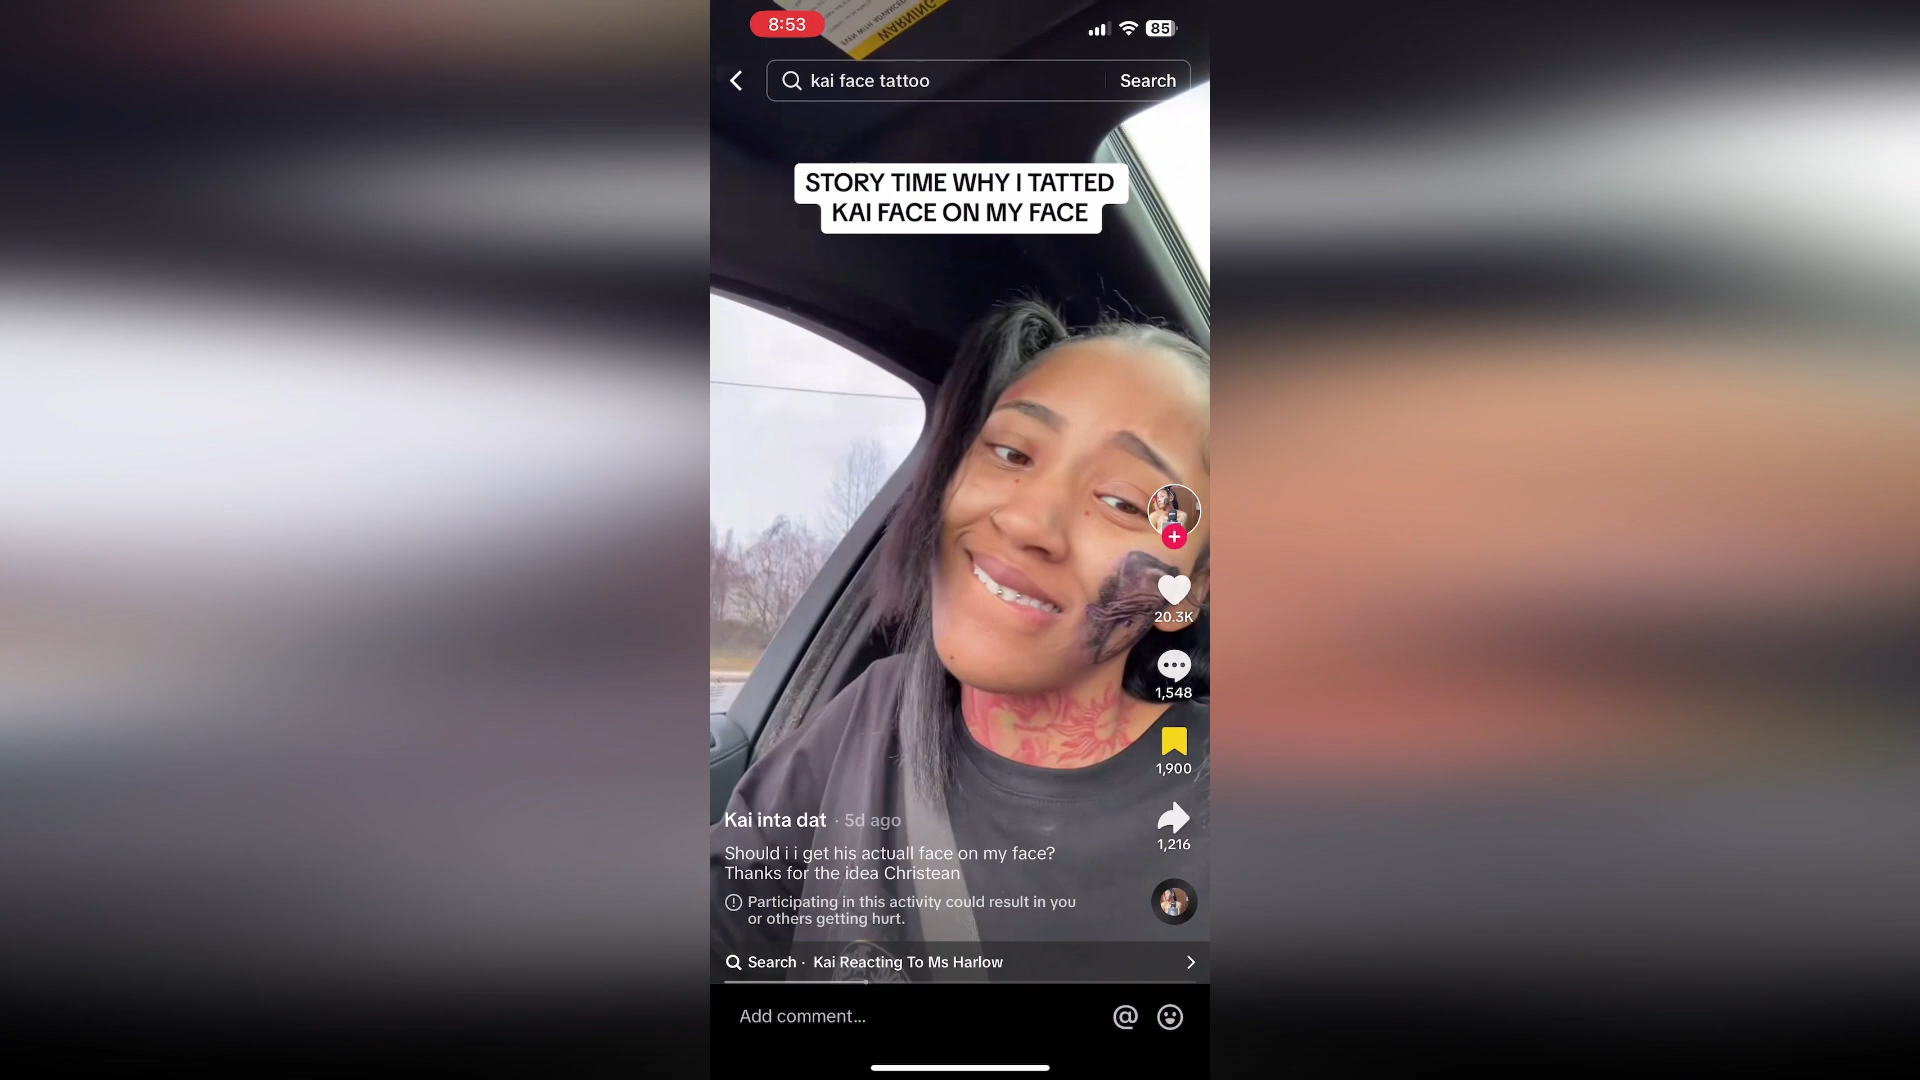 8:53
85
WARNING
kai face tattoo
Search
STORY TIME WHY I TATTED
KAI FACE ON MY FACE
20.3K
1,548
1,900
1,216
Kai inta dat · 5d ago
Should i i get his actuall face on my face?
Thanks for the idea Christean
Participating in this activity could result in you
or others getting hurt.
Search · Kai Reacting To Ms Harlow
Add comment...